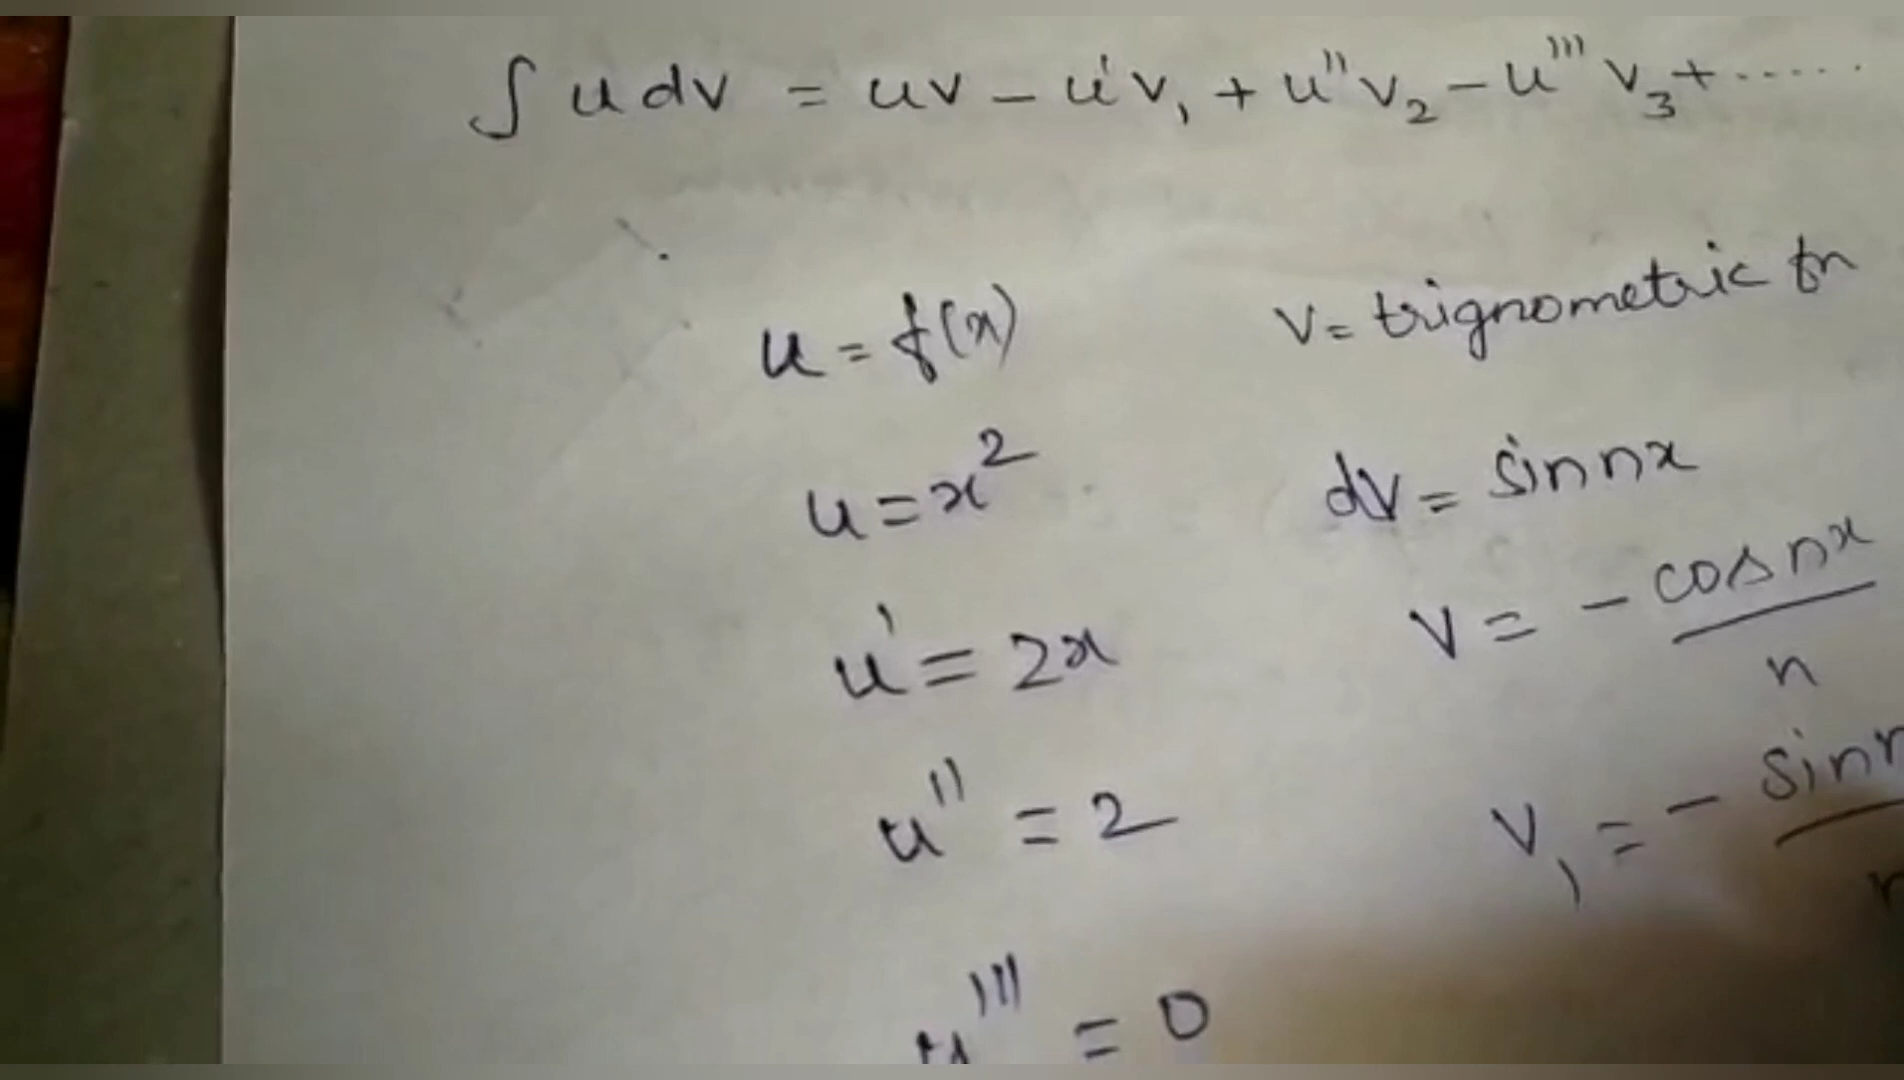 ∫ u dv = uv - u'v₁ + u''v₂ - u'''v₃ + ......
u = f(x) v = trignometric fn
u = x² dv = sin nx
u' = 2x v = - cos nx / n
u'' = 2 v₁ = - sin
u''' = 0